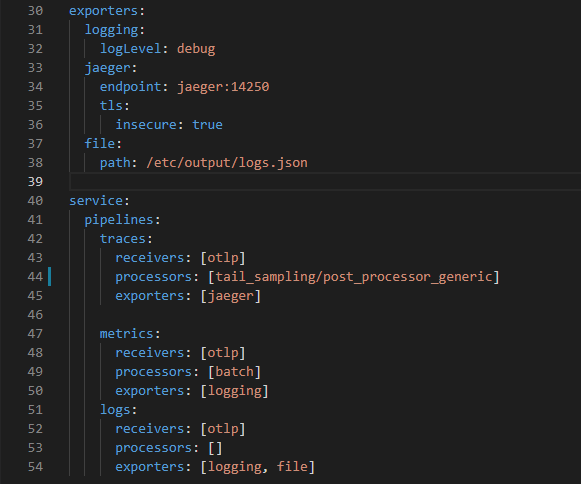 30 exporters:
31   logging:
32     logLevel: debug
33   jaeger:
34     endpoint: jaeger:14250
35     tls:
36       insecure: true
37   file:
38     path: /etc/output/logs.json
39
40 service:
41   pipelines:
42     traces:
43       receivers: [otlp]
44       processors: [tail_sampling/post_processor_generic]
45       exporters: [jaeger]
46
47     metrics:
48       receivers: [otlp]
49       processors: [batch]
50       exporters: [logging]
51     logs:
52       receivers: [otlp]
53       processors: []
54       exporters: [logging, file]